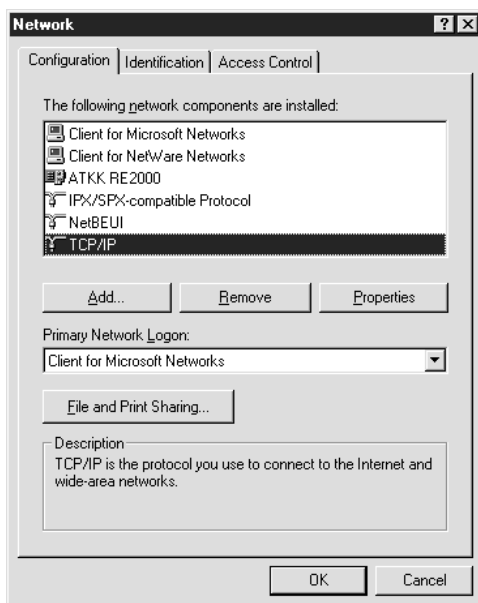 Network
Configuration
Identification
Access Control
The following network components are installed:
Client for Microsoft Networks
Client for NetWare Networks
ATKK RE2000
IPX/SPX-compatible Protocol
NetBEUI
TCP/IP
Add...
Remove
Properties
Primary Network Logon:
Client for Microsoft Networks
File and Print Sharing...
Description
TCP/IP is the protocol you use to connect to the Internet and
wide-area networks.
OK
Cancel